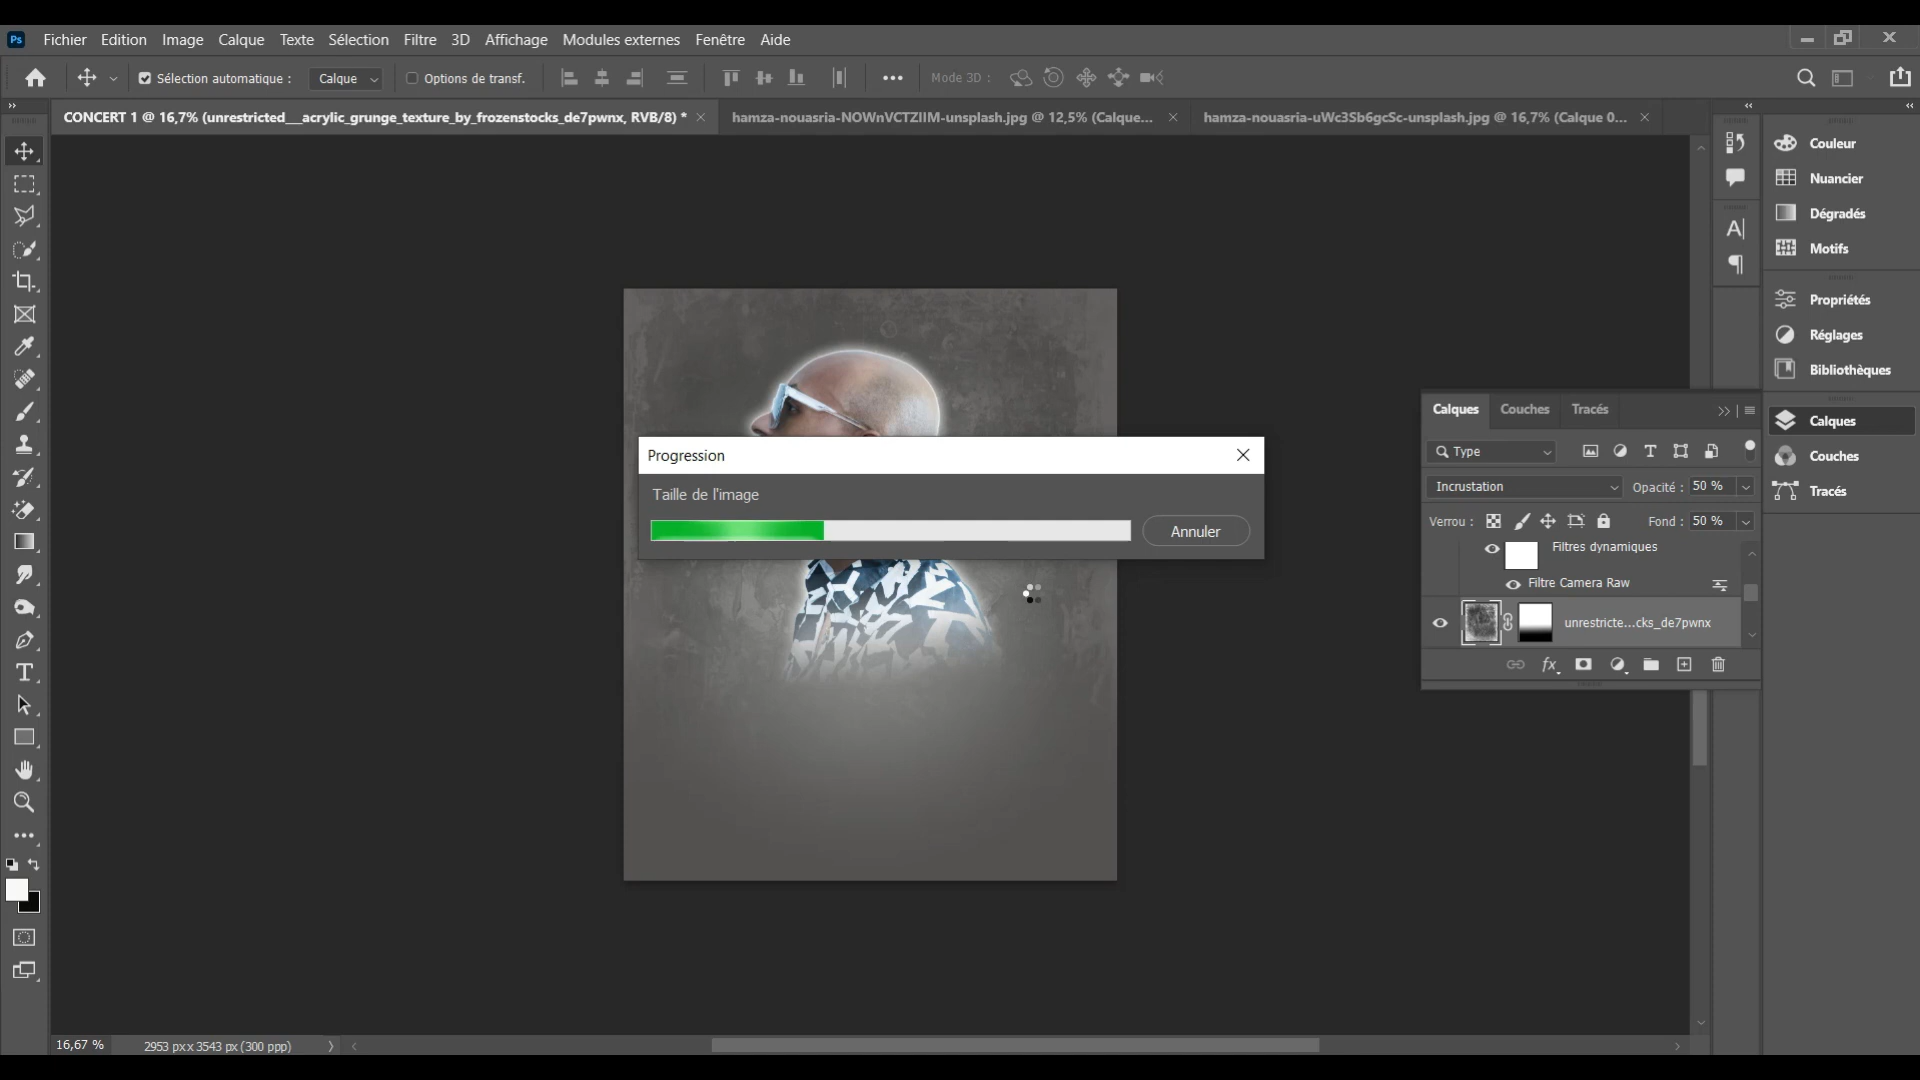 Ps Fichier Edition Image Calque Texte Sélection Filtre 3D Affichage Modules externes Fenêtre Aide
Sélection automatique : Calque Options de transf. Mode 3D :
CONCERT 1 @ 16,7% (unrestricted__acrylic_grunge_texture_by_frozenstocks_de7pwnx, RVB/8) * hamza-nouasria-NOWnVCTZIIM-unsplash.jpg @ 12,5% (Calque... hamza-nouasria-uWc3Sb6gcSc-unsplash.jpg @ 16,7% (Calque 0...
Couleur
Nuancier
Dégradés
Motifs
Propriétés
Réglages
Bibliothèques
Calques
Couches
Tracés
Calques Couches Tracés
Type
Incrustation Opacité : 50 %
Verrou : Fond : 50 %
Filtres dynamiques
Filtre Camera Raw
unrestricte...cks_de7pwnx
fx
Progression
Taille de l'image
Annuler
16,67 % 2953 px x 3543 px (300 ppp)